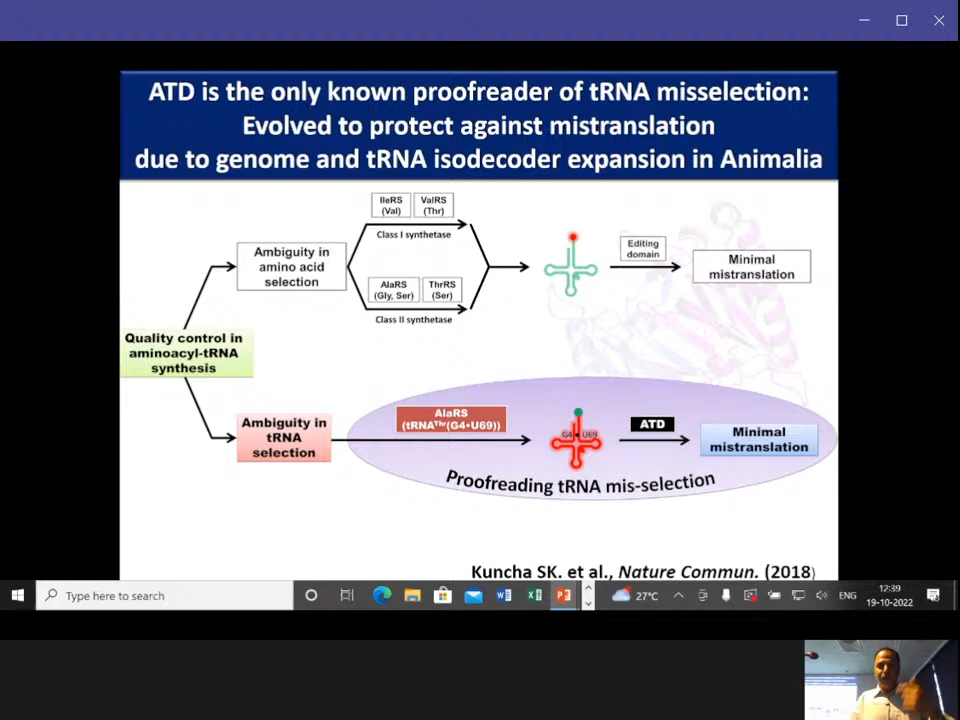 ATD is the only known proofreader of tRNA misselection:
Evolved to protect against mistranslation
due to genome and tRNA isodecoder expansion in Animalia
IleRS
(Val)
ValRS
(Thr)
Class I synthetase
Ambiguity in
amino acid
selection
AlaRS
(Gly, Ser)
ThrRS
(Ser)
Class II synthetase
Editing
domain
Minimal
mistranslation
Quality control in
aminoacyl-tRNA
synthesis
Ambiguity in
tRNA
selection
AlaRS
(tRNAThr(G4•U69))
G4 • U69
ATD
Minimal
mistranslation
Proofreading tRNA mis-selection
Kuncha SK. et al., Nature Commun. (2018)
Type here to search
27°C
ENG
12:39
19-10-2022